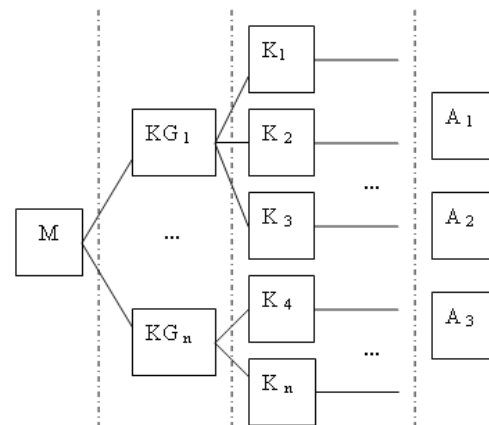 K₁
A₁
KG₁
K₂
...
M
...
K₃
A₂
K₄
A₃
KGₙ
...
Kₙ